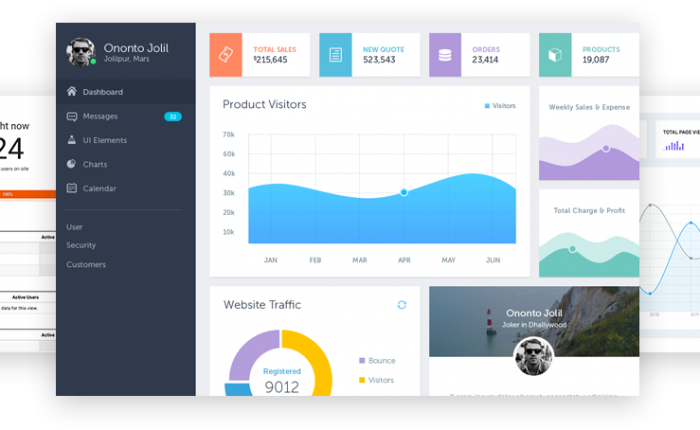 Ononto Jolil
Jolilpur, Mars
Dashboard
Messages
32
UI Elements
Charts
Calendar
User
Security
Customers
TOTAL SALES
$215,645
NEW QUOTE
523,543
ORDERS
23,414
PRODUCTS
19,087
Product Visitors
Visitors
70k
60k
40k
30k
20k
10k
JAN
FEB
MAR
APR
MAY
JUN
Weekly Sales & Expense
Total Charge & Profit
Website Traffic
Registered
9012
Bounce
Visitors
Ononto Jolil
Joker in Dhallywood
ht now
24
users on site
100%
Active
Active Users
data for this view.
Active
TOTAL PAGE VIE